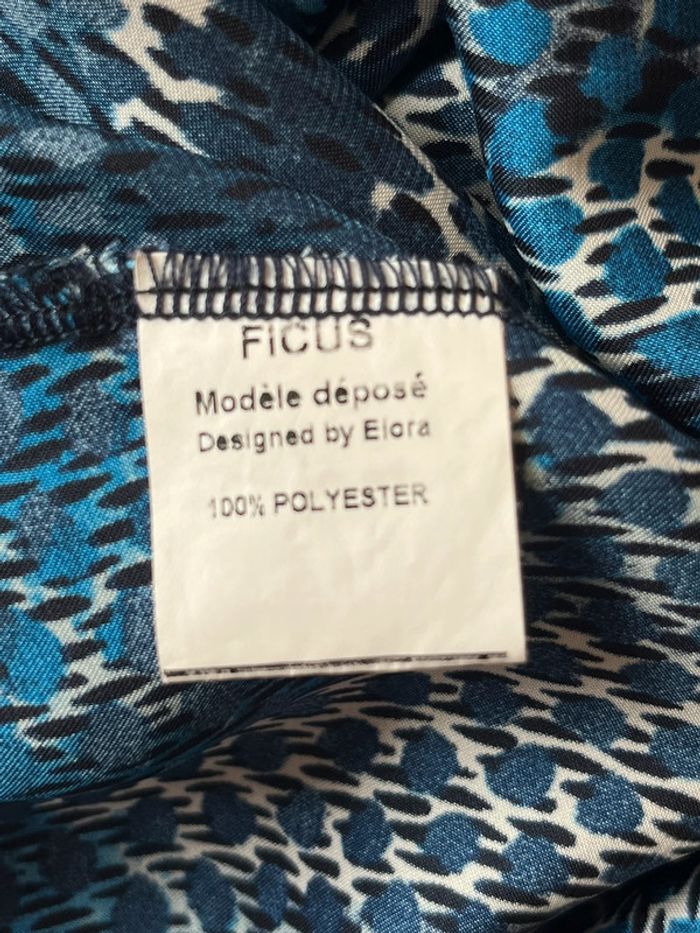 FICUS
Modèle déposé
Designed by Elora
100% POLYESTER